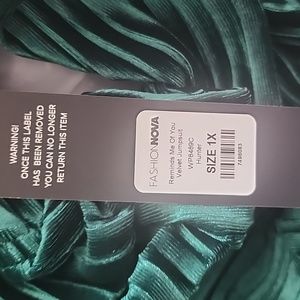 WARNING!
ONCE THIS LABEL
HAS BEEN REMOVED
YOU CAN NO LONGER
RETURN THIS ITEM
FASHIONNOVA
Reminds Me Of You
Velvet Jumpsuit
WP8469C
Hunter
SIZE 1X